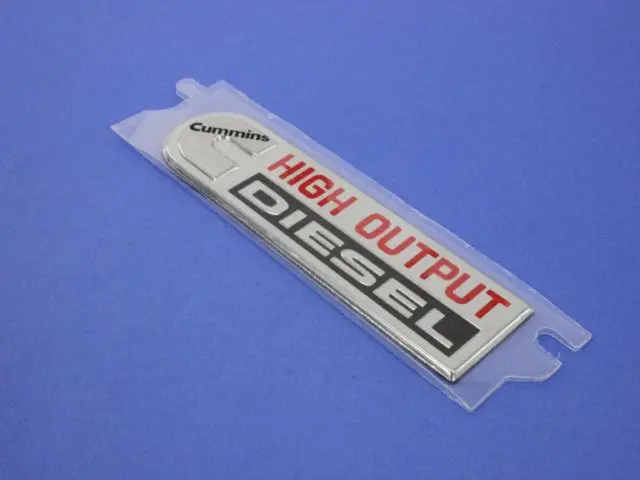 Cummins
HIGH OUTPUT
DIESEL